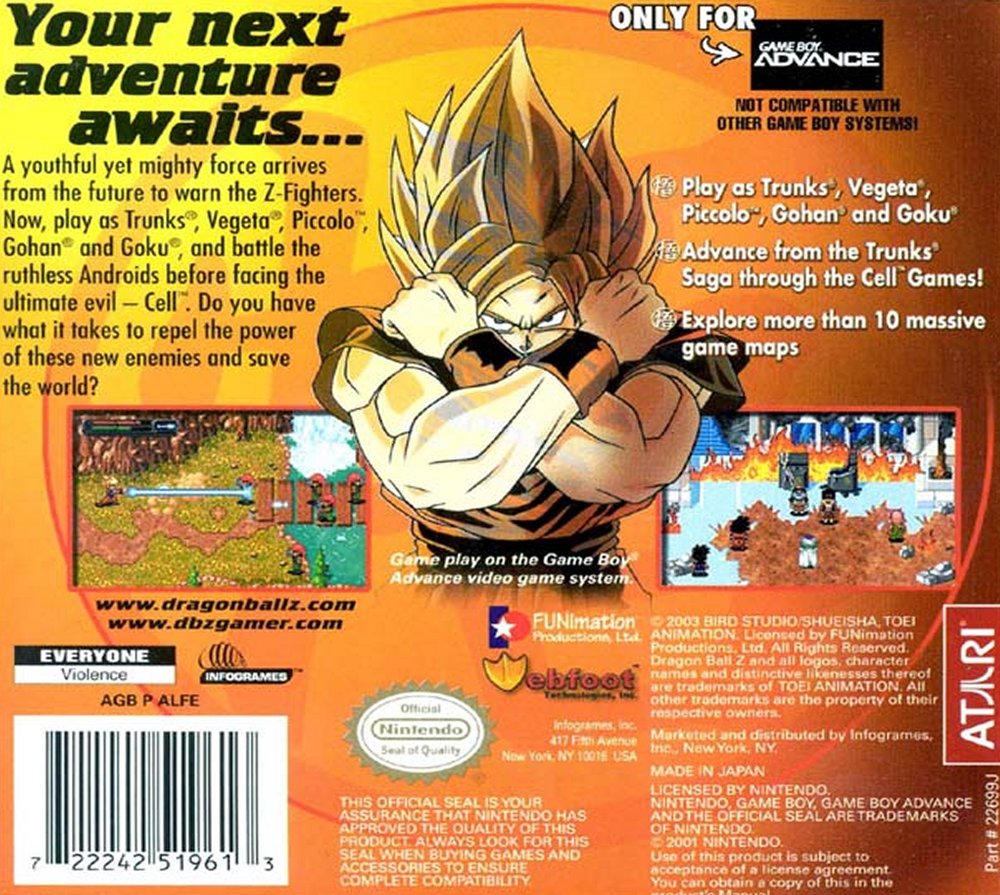 Your next
adventure
awaits...
A youthful yet mighty force arrives
from the future to warn the Z-Fighters.
Now, play as Trunks®, Vegeta®, Piccolo™,
Gohan® and Goku®, and battle the
ruthless Androids before facing the
ultimate evil – Cell™. Do you have
what it takes to repel the power
of these new enemies and save
the world?
ONLY FOR
GAME BOY
ADVANCE
NOT COMPATIBLE WITH
OTHER GAME BOY SYSTEMS!
悟 Play as Trunks®, Vegeta®,
Piccolo™, Gohan® and Goku®
悟 Advance from the Trunks®
Saga through the Cell™ Games!
悟 Explore more than 10 massive
game maps
Game play on the Game Boy®
Advance video game system.
www.dragonballz.com
www.dbzgamer.com
EVERYONE
Violence
INFOGRAMES™
AGB P ALFE
7 22242 51961 3
Official
Nintendo
Seal of Quality
FUNimation
Productions, Ltd.
Webfoot™
Technologies, Inc.
Infogrames, Inc.
417 Fifth Avenue
New York, NY 10016 USA
THIS OFFICIAL SEAL IS YOUR
ASSURANCE THAT NINTENDO HAS
APPROVED THE QUALITY OF THIS
PRODUCT. ALWAYS LOOK FOR THIS
SEAL WHEN BUYING GAMES AND
ACCESSORIES TO ENSURE
COMPLETE COMPATIBILITY.
© 2003 BIRD STUDIO/SHUEISHA, TOEI
ANIMATION. Licensed by FUNimation
Productions, Ltd. All Rights Reserved.
Dragon Ball Z and all logos, character
names and distinctive likenesses thereof
are trademarks of TOEI ANIMATION. All
other trademarks are the property of their
respective owners.
Marketed and distributed by Infogrames,
Inc., New York, NY.
MADE IN JAPAN
LICENSED BY NINTENDO.
NINTENDO, GAME BOY, GAME BOY ADVANCE
AND THE OFFICIAL SEAL ARE TRADEMARKS
OF NINTENDO.
© 2001 NINTENDO.
Use of this product is subject to
acceptance of a license agreement.
You can obtain a copy of this in the
product's Manual.
ATARI
Part # 22699J